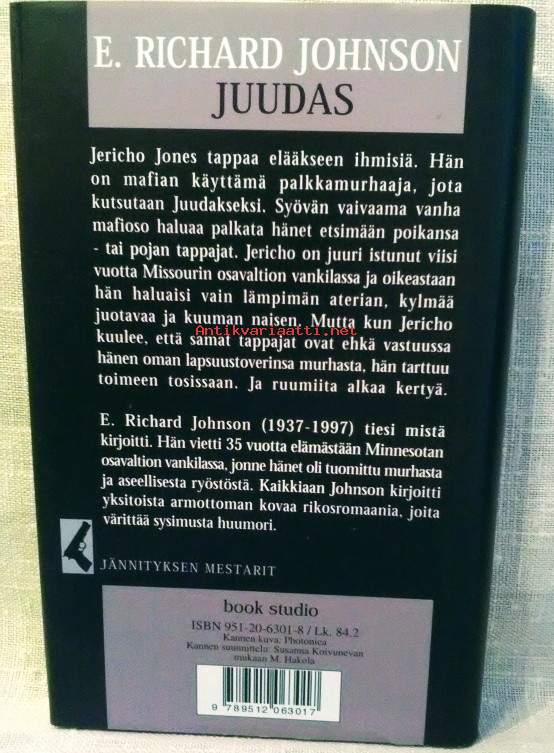 E. RICHARD JOHNSON
JUUDAS
Jericho Jones tappaa elääkseen ihmisiä. Hän
on mafian käyttämä palkkamurhaaja, jota
kutsutaan Juudakseksi. Syövän vaivaama vanha
mafioso haluaa palkata hänet etsimään poikansa
- tai pojan tappajat. Jericho on juuri istunut viisi
vuotta Missourin osavaltion vankilassa ja oikeastaan
hän haluaisi vain lämpimän aterian, kylmää
juotavaa ja kuuman naisen. Mutta kun Jericho
Antikvariaatti.net
kuulee, että samat tappajat ovat ehkä vastuussa
hänen oman lapsuustoverinsa murhasta, hän tarttuu
toimeen tosissaan. Ja ruumiita alkaa kertyä.
E. Richard Johnson (1937-1997) tiesi mistä
kirjoitti. Hän vietti 35 vuotta elämästään Minnesotan
osavaltion vankilassa, jonne hänet oli tuomittu murhasta
ja aseellisesta ryöstöstä. Kaikkiaan Johnson kirjoitti
yksitoista armottoman kovaa rikosromaania, joita
värittää sysimusta huumori.
JÄNNITYKSEN MESTARIT
book studio
ISBN 951-20-6301-8 / Lk. 84.2
Kannen kuva: Photonica
Kannen suunnittelu: Susanna Koivunevan
mukaan M. Hakola
9 789512 063017